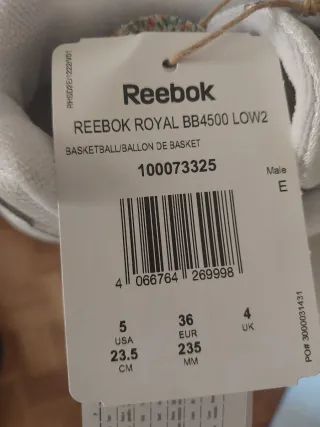 Reebok
REEBOK ROYAL BB4500 LOW2
BASKETBALL/BALLON DE BASKET
100073325
Male
E
4 066764 269998
5 36 4
USA EUR UK
23.5 235
CM MM
PO# 3000031431